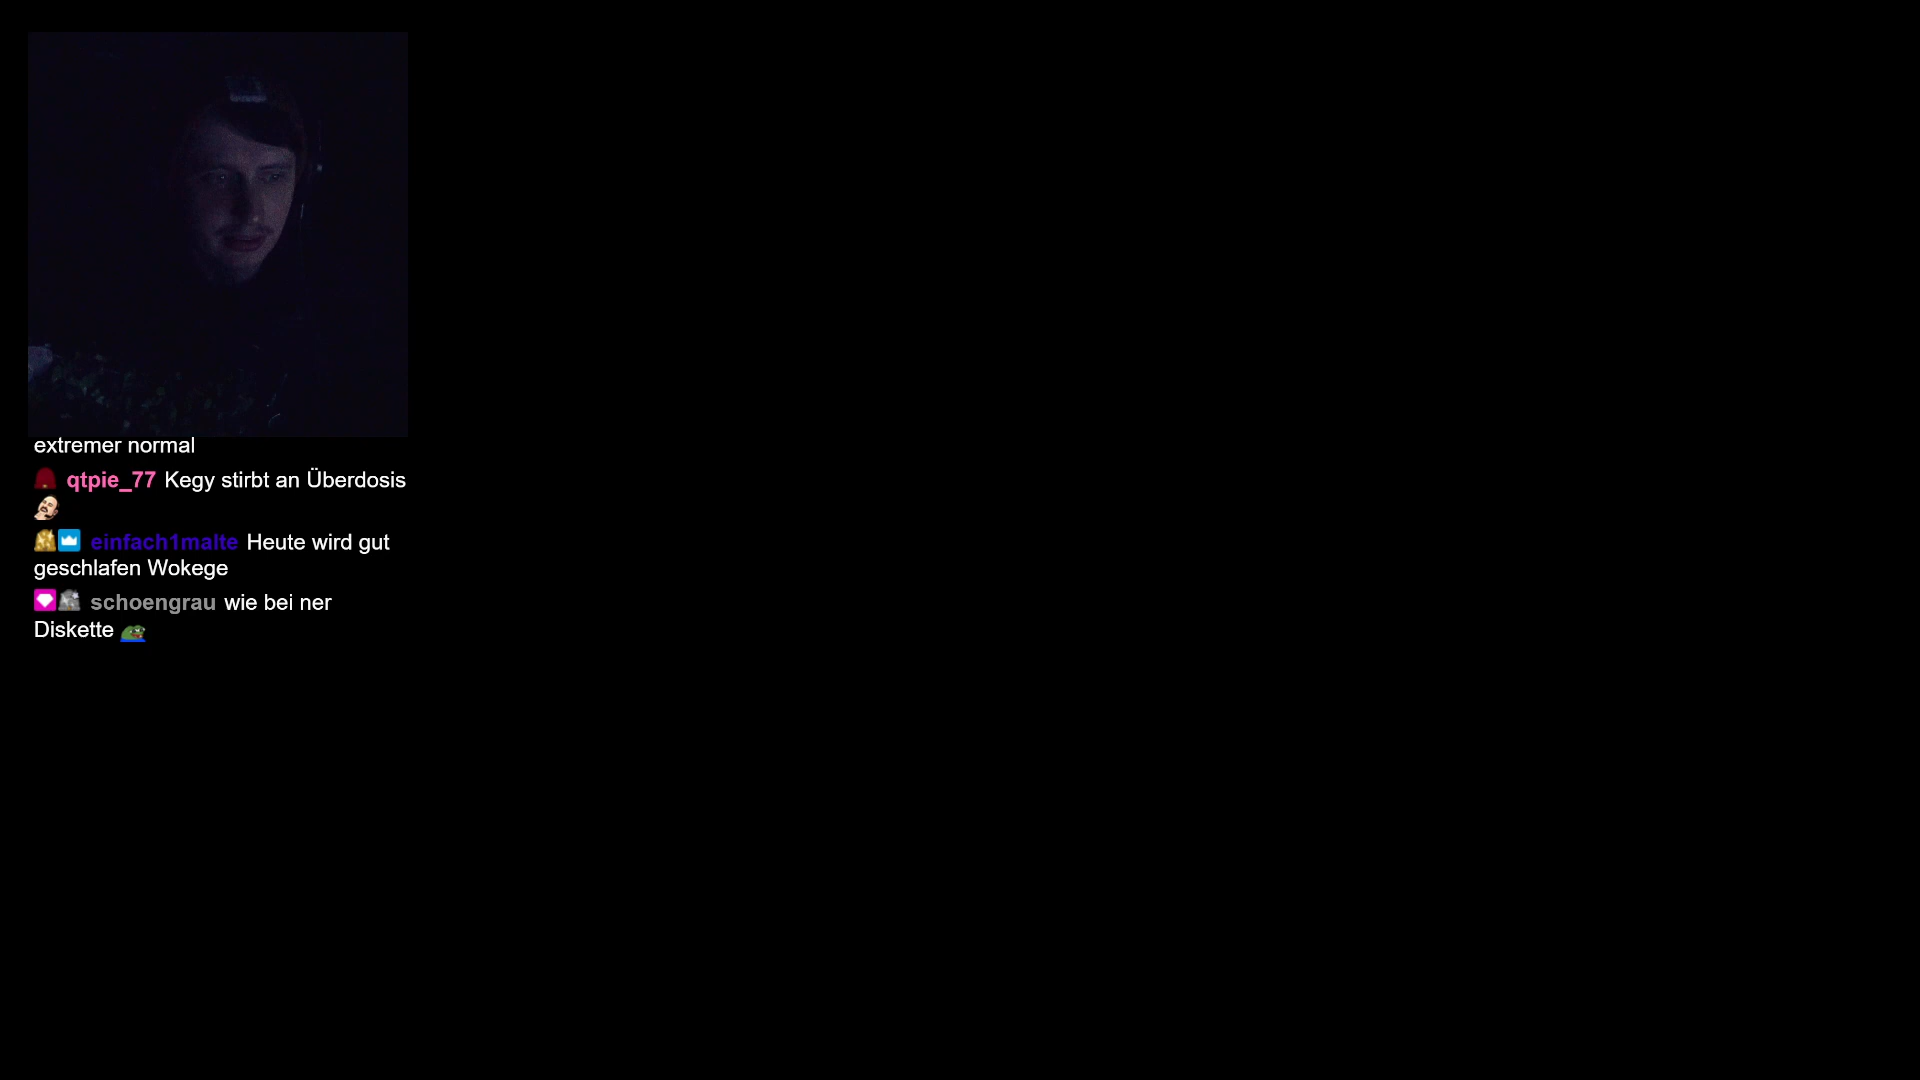 extremer normal
qtpie_77 Kegy stirbt an Überdosis
einfach1malte Heute wird gut
geschlafen Wokege
schoengrau wie bei ner
Diskette